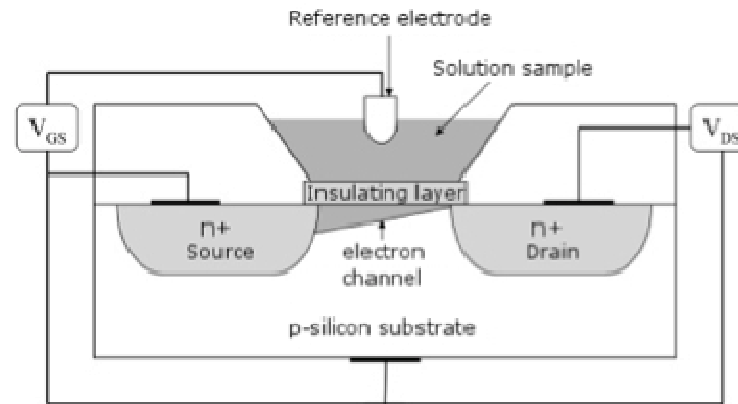 Reference electrode
Solution sample
VGS
VDS
Insulating layer
n+
Source
electron
channel
n+
Drain
p-silicon substrate